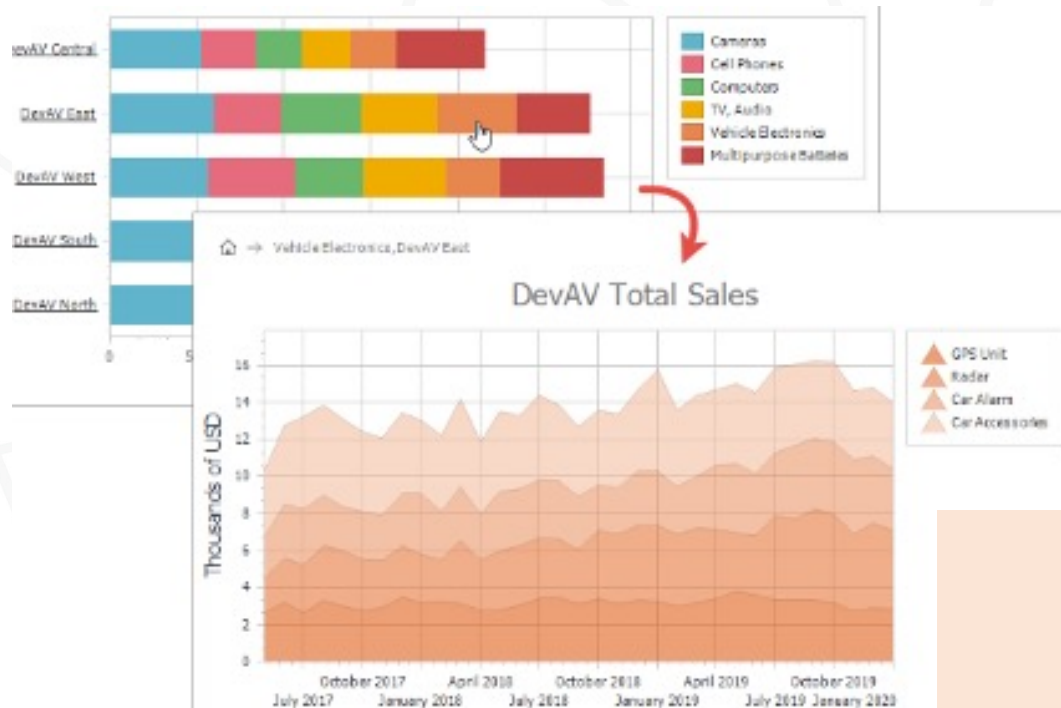 evAV Central
DevAV East
DevAV West
DevAV South
DevAV North
0
5
Cameras
Cell Phones
Computers
TV, Audio
Vehicle Electronics
Multipurpose Batteries
Vehicle Electronics, DevAV East
DevAV Total Sales
Thousands of USD
16
14
12
10
8
6
4
2
0
October 2017 April 2018 October 2018 April 2019 October 2019
July 2017 January 2018 July 2018 January 2019 July 2019 January 2020
GPS Unit
Radar
Car Alarm
Car Accessories